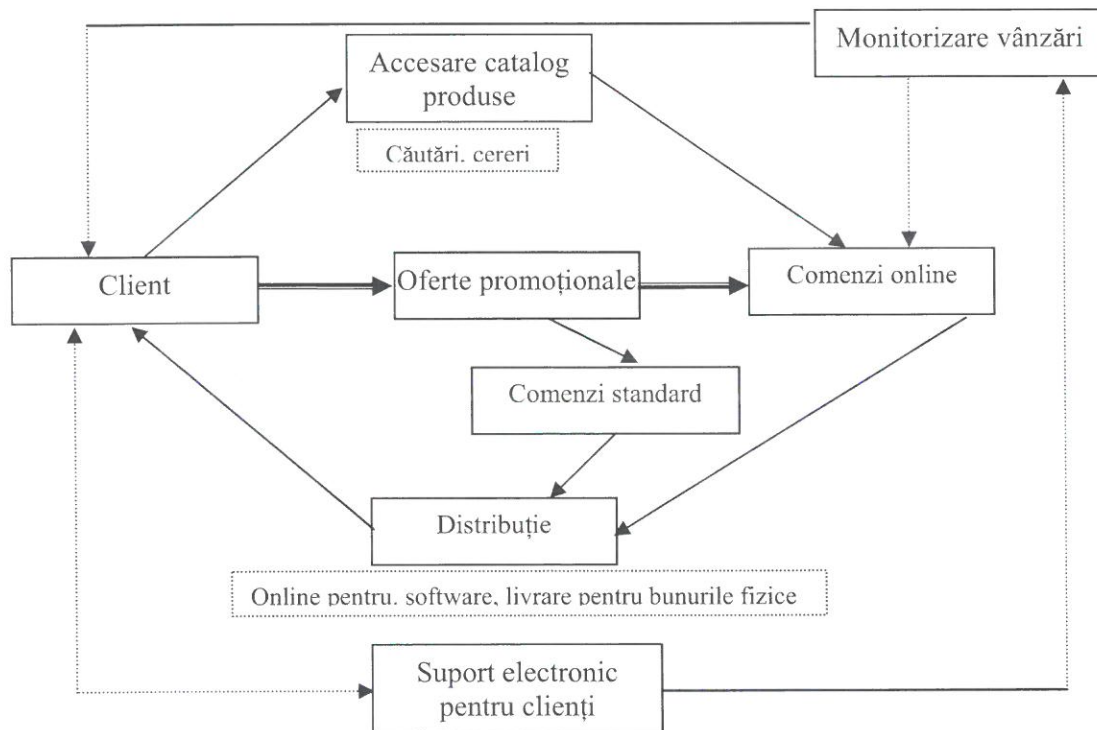 Monitorizare vânzări
Accesare catalog
produse
Căutări. cereri
Client
Oferte promoționale
Comenzi online
Comenzi standard
Distribuție
Online pentru. software, livrare pentru bunurile fizice
Suport electronic
pentru clienți